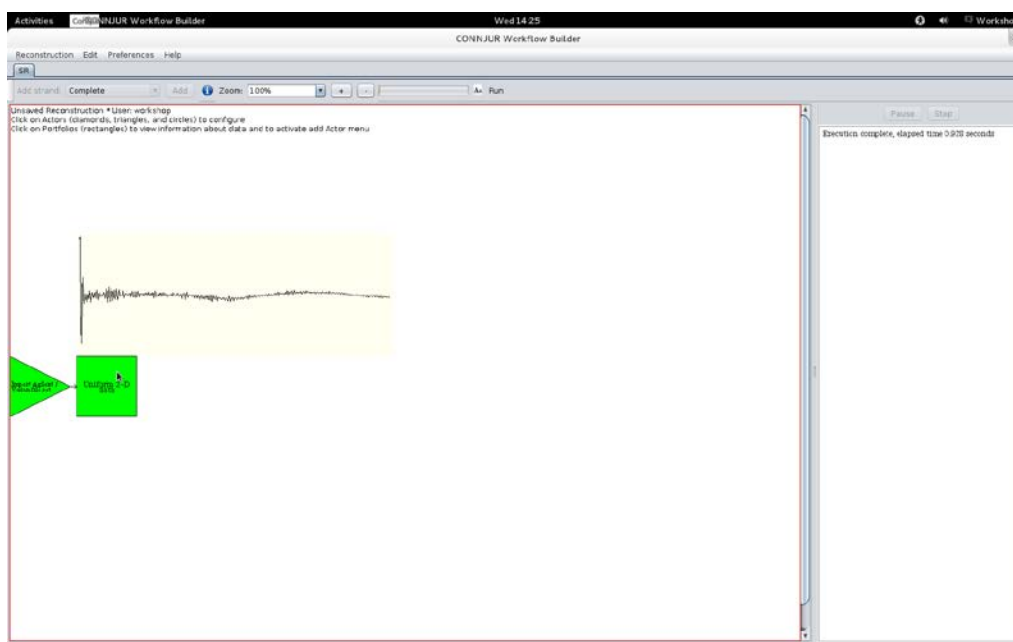 Activities CONNJUR Workflow Builder Wed 14:25 Worksho
CONNJUR Workflow Builder
Reconstruction Edit Preferences Help
SR
Add strand: Complete Add Zoom: 100% + - Run
Unsaved Reconstruction * User: workshop
Click on Actors (diamonds, triangles, and circles) to configure
Click on Portfolios (rectangles) to view information about data and to activate add Actor menu
Pause Stop
Execution complete, elapsed time 0.928 seconds
Uniform 2-D